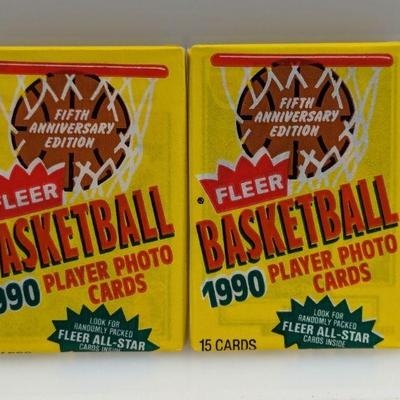 FIFTH
ANNIVERSARY
EDITION
FLEER
BASKETBALL
1990 PLAYER PHOTO
CARDS
LOOK FOR
RANDOMLY PACKED
FLEER ALL-STAR
CARDS INSIDE
FIFTH
ANNIVERSARY
EDITION
FLEER
BASKETBALL
1990 PLAYER PHOTO
CARDS
LOOK FOR
RANDOMLY PACKED
FLEER ALL-STAR
CARDS INSIDE
15 CARDS